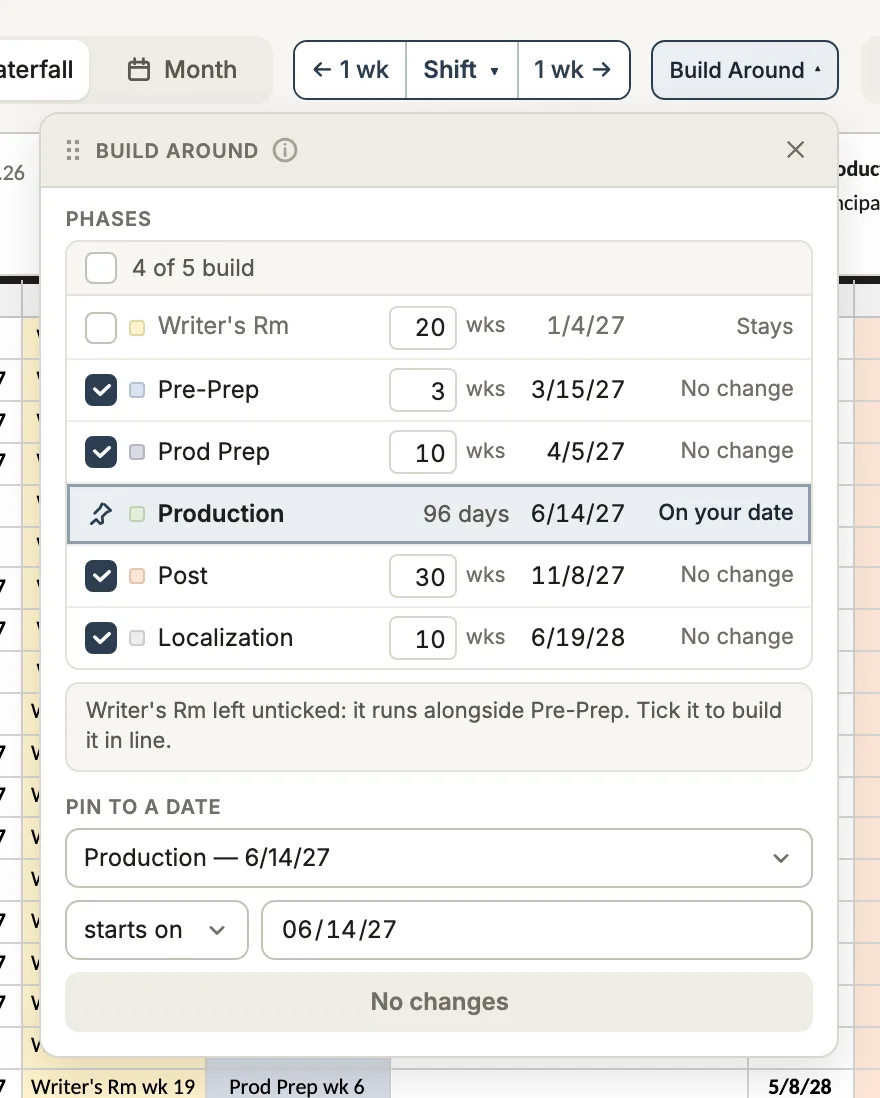 aterfall
Month
← 1 wk
Shift ▾
1 wk →
Build Around ▴
.26
BUILD AROUND
PHASES
4 of 5 build
Writer's Rm 20 wks 1/4/27 Stays
Pre-Prep 3 wks 3/15/27 No change
Prod Prep 10 wks 4/5/27 No change
Production 96 days 6/14/27 On your date
Post 30 wks 11/8/27 No change
Localization 10 wks 6/19/28 No change
Writer's Rm left unticked: it runs alongside Pre-Prep. Tick it to build
it in line.
PIN TO A DATE
Production — 6/14/27
starts on 06/14/27
No changes
Writer's Rm wk 19 Prod Prep wk 6 5/8/28